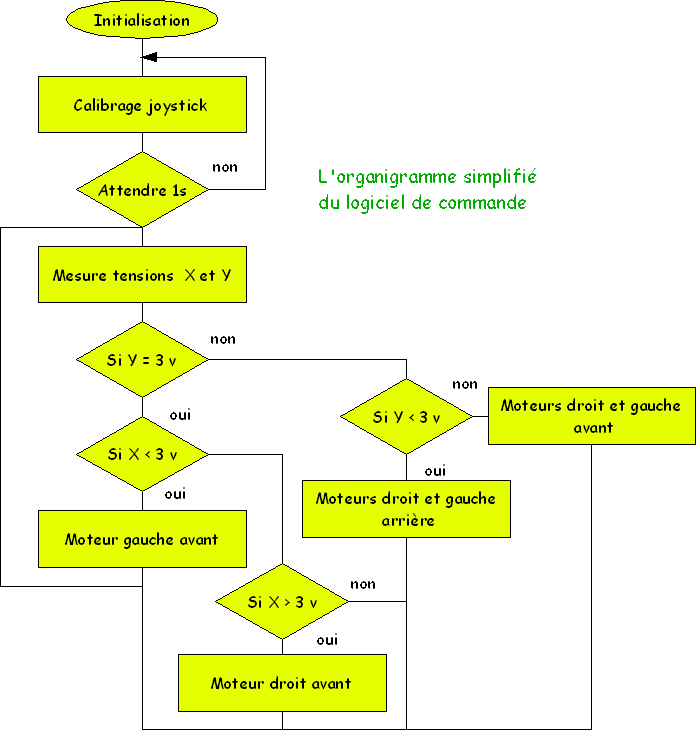 Initialisation
Calibrage joystick
non
Attendre 1s
L'organigramme simplifié
du logiciel de commande
Mesure tensions X et Y
non
Si Y = 3 v
non
Si Y < 3 v
Moteurs droit et gauche
avant
oui
Si X < 3 v
oui
Moteurs droit et gauche
arrière
oui
Moteur gauche avant
non
Si X > 3 v
oui
Moteur droit avant